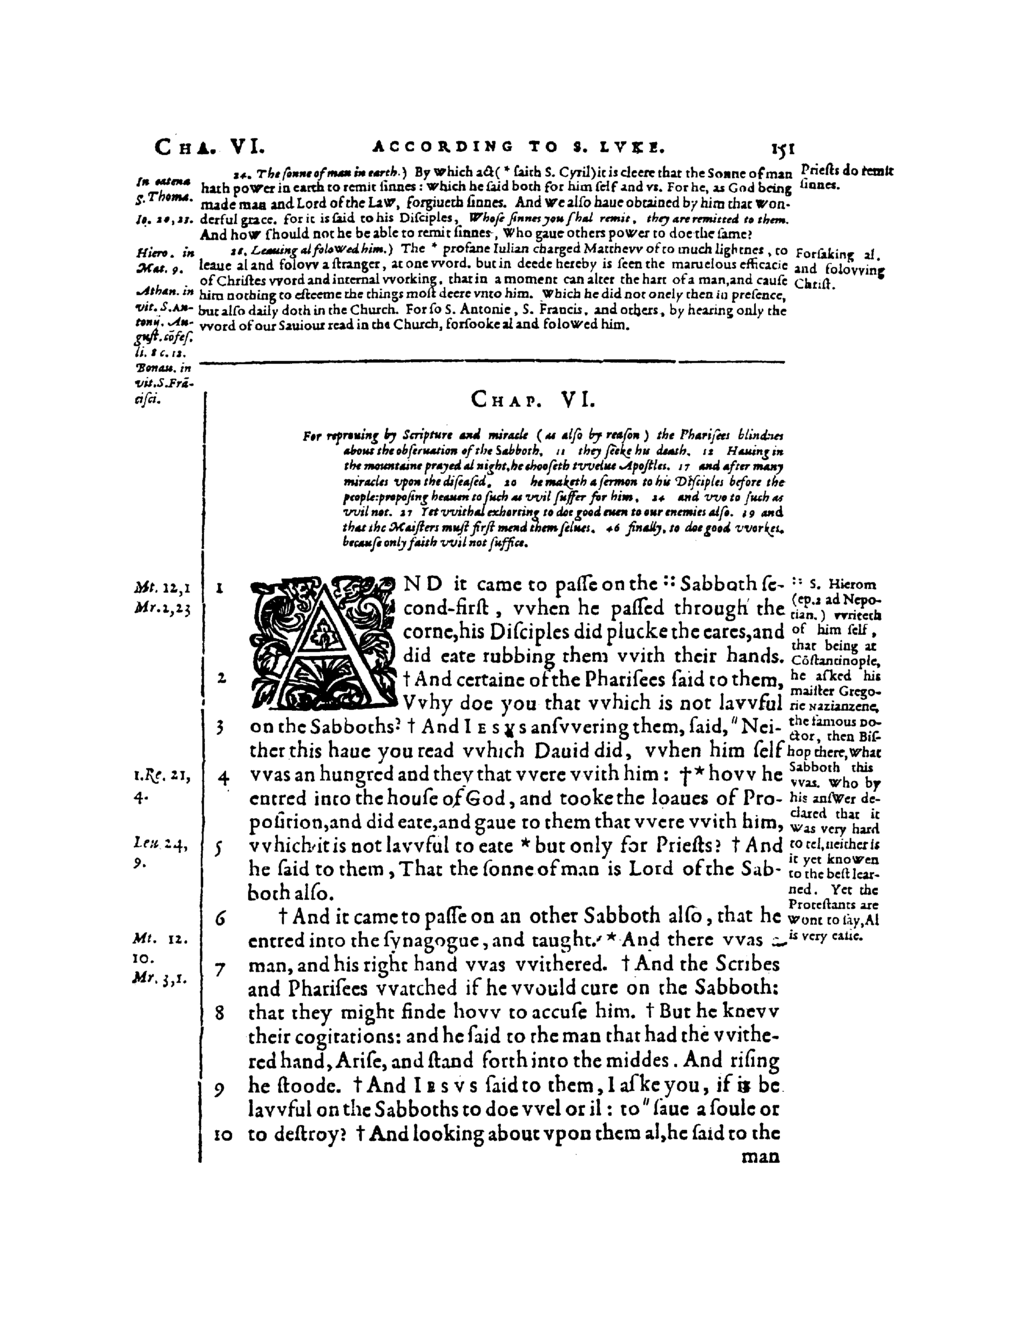 CHA. VI. ACCORDING TO S. LVKE. 151
24. The sonne of man in earth.) By which act (* saith S. Cyril) it is cleere that the Sonne of man
hath power in earth to remit sinnes: which he said both for him self and vs. For he, as God being
made man and Lord of the Law, forgiueth sinnes. And we also haue obtained by him that won-
derful grace. for it is said to his Disciples, Whose sinnes you shal remit, they are remitted to them.
And how should not he be able to remit sinnes, who gaue others power to doe the same?
28. Leauing al folowed him.) The * profane Iulian charged Matthevv of to much lightnes, to
leaue al and folovv a stranger, at one vvord. but in deede hereby is seen the maruelous efficacie
of Christes vvord and internal vvorking, that in a moment can alter the hart of a man, and cause
him nothing to esteeme the things most deere vnto him. Which he did not onely then in presence,
but also daily doth in the Church. For so S. Antonie, S. Francis, and others, by hearing only the
vvord of our Sauiour read in the Church, forsooke al and folowed him.
In catena
S. Thoma.
Io. 20, 21.
Hiero. in
Mat. 9.
Athan. in
vit. S. An-
tonij. Au-
gust. cōfes.
li. 8 c. 12.
Bonau. in
vit. S. Frā-
cisci.
Priests do remit
sinnes.
Forsaking al,
and folovving
Christ.
CHAP. VI.
For reprouing by Scripture and miracle (as also by reason) the Pharisees blindnes
about the obseruation of the Sabboth, 11 they seeke his death. 12 Hauing in
the mountaine prayed al night, he choseth tvvelue Apostles. 17 and after many
miracles vpon the diseased, 20 he maketh a sermon to his Disciples before the
people: proposing heauen to such as vvil suffer for him, 24 and vvo to such as
vvil not. 27 Yet vvithal exhorting to doe good euen to our enemies also. 39 and
that the Maisters must first mend them selues. 46 finally, to doe good vvorkes,
because only faith vvil not suffice.
Mt. 12,1
Mr. 2,23
1 AND it came to passe on the :: Sabboth se-
cond-first, vvhen he passed through the
corne, his Disciples did plucke the eares, and
did eate rubbing them vvith their hands.
2 † And certaine of the Pharisees said to them,
Vvhy doe you that vvhich is not lavvful
3 on the Sabboths? † And IESVS ansvvering them, said, " Nei-
ther this haue you read vvhich Dauid did, vvhen him self
4 vvas an hungred and they that vvere vvith him: † * hovv he
entred into the house of God, and tooke the loaues of Pro-
position, and did eate, and gaue to them that vvere vvith him,
5 vvhich it is not lavvful to eate * but only for Priests? † And
he said to them, That the sonne of man is Lord of the Sab-
both also.
6 † And it came to passe on an other Sabboth also, that he
entred into the synagogue, and taught. * And there vvas a
7 man, and his right hand vvas vvithered. † And the Scribes
and Pharisees vvatched if he vvould cure on the Sabboth:
8 that they might finde hovv to accuse him. † But he knevv
their cogitations: and he said to the man that had the vvithe-
red hand, Arise, and stand forth into the middes. And rising
9 he stoode. † And IESVS said to them, I aske you, if it be
lavvful on the Sabboths to doe vvel or il: to " saue a soule or
10 to destroy? † And looking about vpon them al, he said to the
man
1. Re. 21,
4.
Leu. 24,
9.
Mt. 12.
10.
Mr. 3,1.
:: S. Hierom
(ep. 2 ad Nepo-
tian.) vvriteth
of him self,
that being at
Cōstantinople,
he asked his
maister Grego-
rie Nazianzene,
the famous Do-
ctor, then Bis-
hop there, what
Sabboth this
vvas. Who by
his answer de-
clared that it
was very hard
to tel, neither is
it yet knowen
to the best lear-
ned. Yet the
Protestants are
wont to say, Al
is very easie.